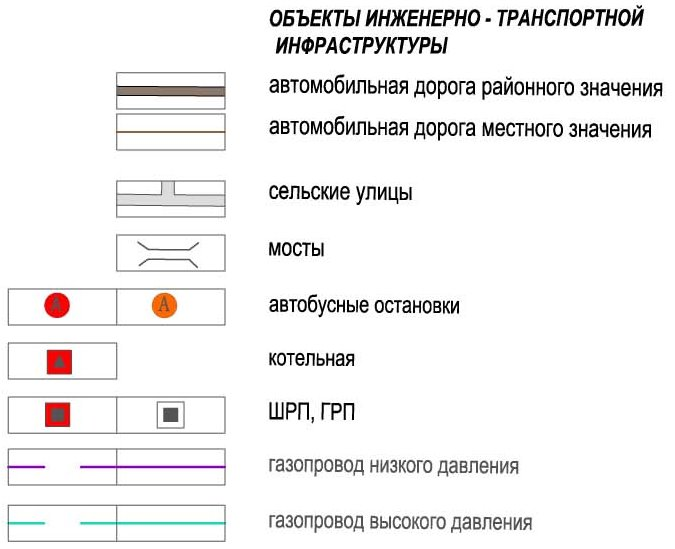 ОБЪЕКТЫ ИНЖЕНЕРНО - ТРАНСПОРТНОЙ
ИНФРАСТРУКТУРЫ
автомобильная дорога районного значения
автомобильная дорога местного значения
сельские улицы
мосты
А А автобусные остановки
котельная
ШРП, ГРП
газопровод низкого давления
газопровод высокого давления